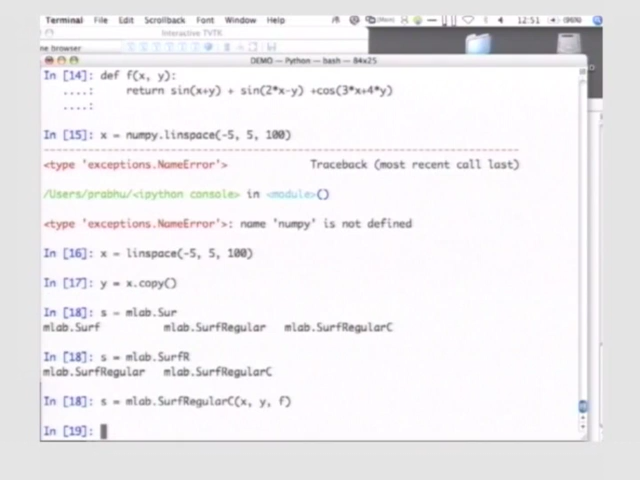 Terminal File Edit Scrollback Font Window Help 12:51
Interactive TVTK
ne browser
DEMO — Python — bash — 84x25
In [14]: def f(x, y):
....: return sin(x+y) + sin(2*x-y) +cos(3*x+4*y)
....:
In [15]: x = numpy.linspace(-5, 5, 100)
<type 'exceptions.NameError'> Traceback (most recent call last)
/Users/prabhu/<ipython console> in <module>()
<type 'exceptions.NameError'>: name 'numpy' is not defined
In [16]: x = linspace(-5, 5, 100)
In [17]: y = x.copy()
In [18]: s = mlab.Sur
mlab.Surf mlab.SurfRegular mlab.SurfRegularC
In [18]: s = mlab.SurfR
mlab.SurfRegular mlab.SurfRegularC
In [18]: s = mlab.SurfRegularC(x, y, f)
In [19]: